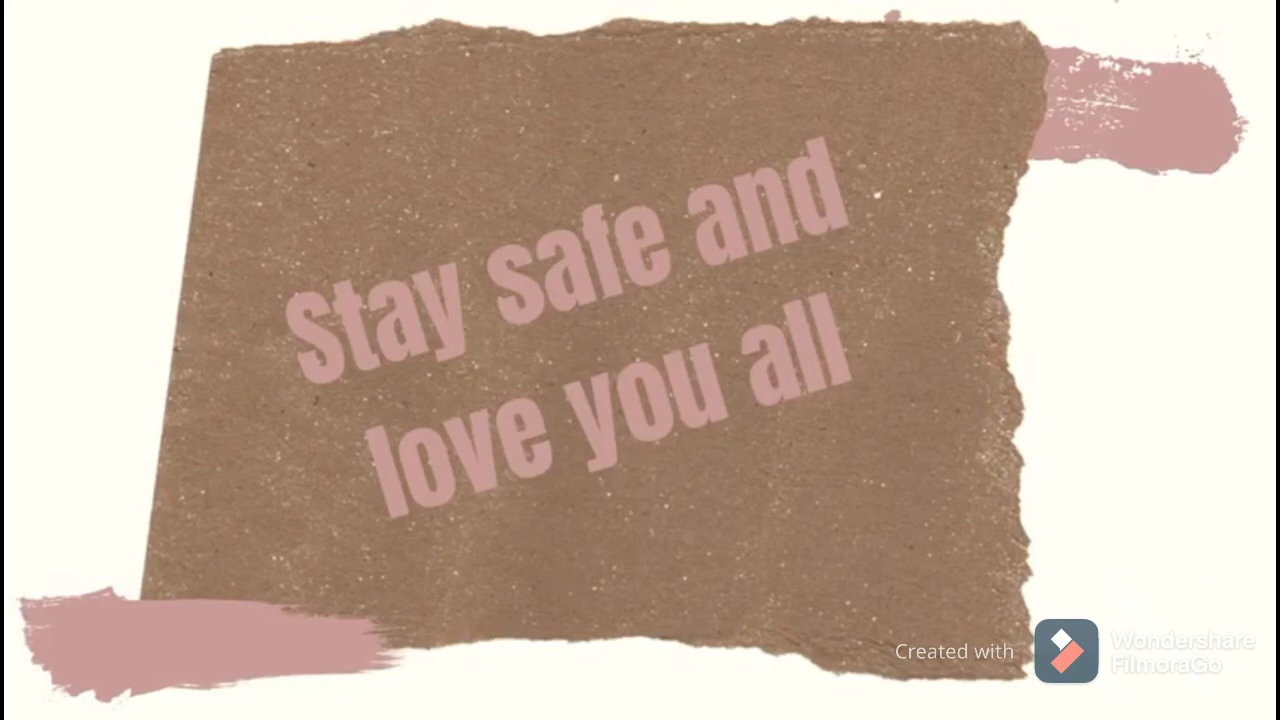 Stay safe and
love you all
Created with
Wondershare
FilmoraGo